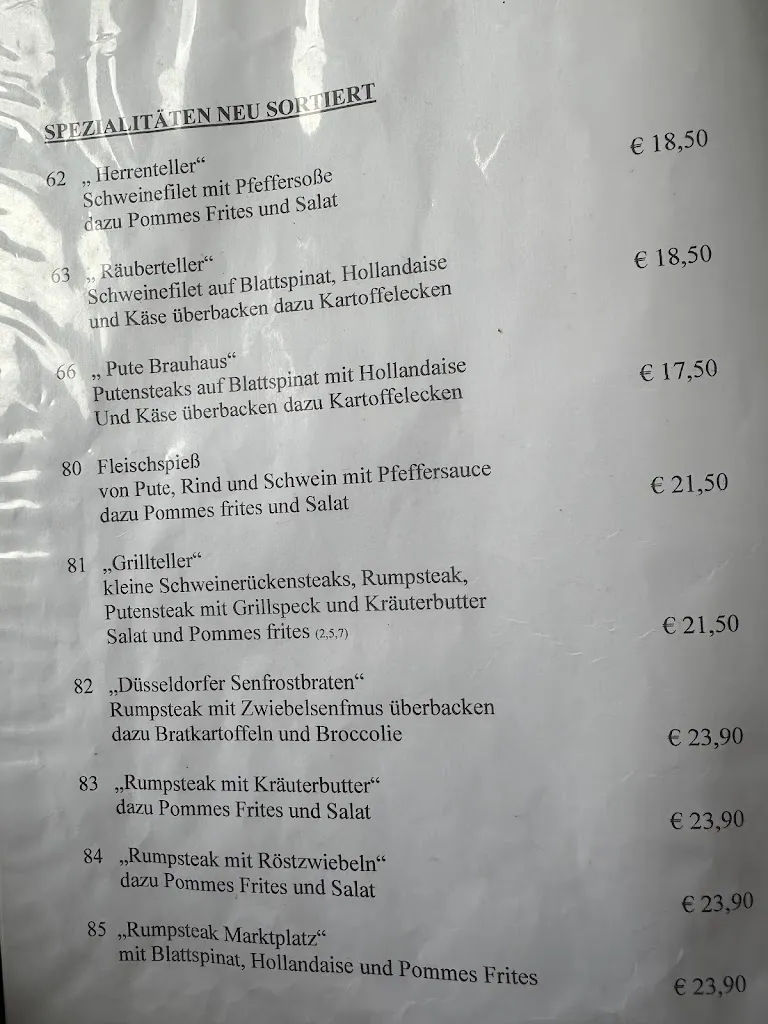 SPEZIALITÄTEN NEU SORTIERT
62 „ Herrenteller“ € 18,50
Schweinefilet mit Pfeffersoße
dazu Pommes Frites und Salat
63 „ Räuberteller“ € 18,50
Schweinefilet auf Blattspinat, Hollandaise
und Käse überbacken dazu Kartoffelecken
66 „ Pute Brauhaus“ € 17,50
Putensteaks auf Blattspinat mit Hollandaise
Und Käse überbacken dazu Kartoffelecken
80 Fleischspieß
von Pute, Rind und Schwein mit Pfeffersauce € 21,50
dazu Pommes frites und Salat
81 „Grillteller“
kleine Schweinerückensteaks, Rumpsteak,
Putensteak mit Grillspeck und Kräuterbutter
Salat und Pommes frites (2,5,7) € 21,50
82 „Düsseldorfer Senfrostbraten“
Rumpsteak mit Zwiebelsenfmus überbacken
dazu Bratkartoffeln und Broccolie € 23,90
83 „Rumpsteak mit Kräuterbutter“
dazu Pommes Frites und Salat € 23,90
84 „Rumpsteak mit Röstzwiebeln“
dazu Pommes Frites und Salat € 23,90
85 „Rumpsteak Marktplatz“
mit Blattspinat, Hollandaise und Pommes Frites € 23,90